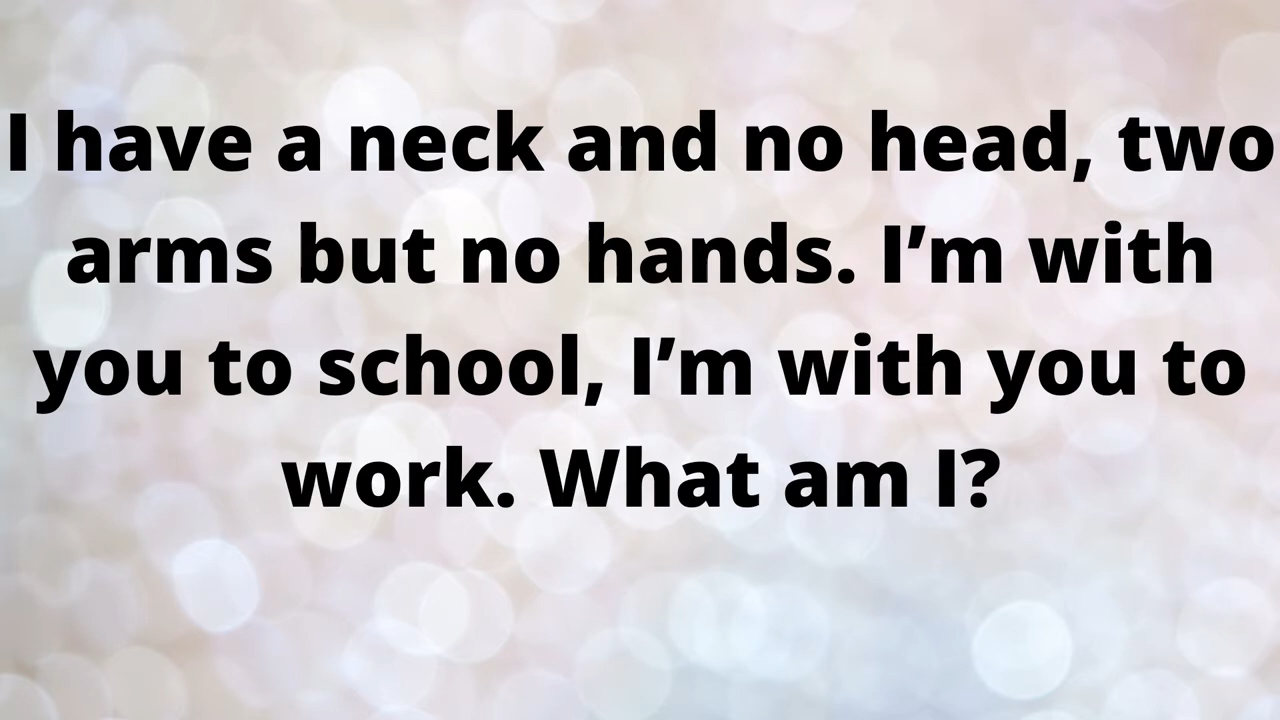 I have a neck and no head, two
arms but no hands. I’m with
you to school, I’m with you to
work. What am I?